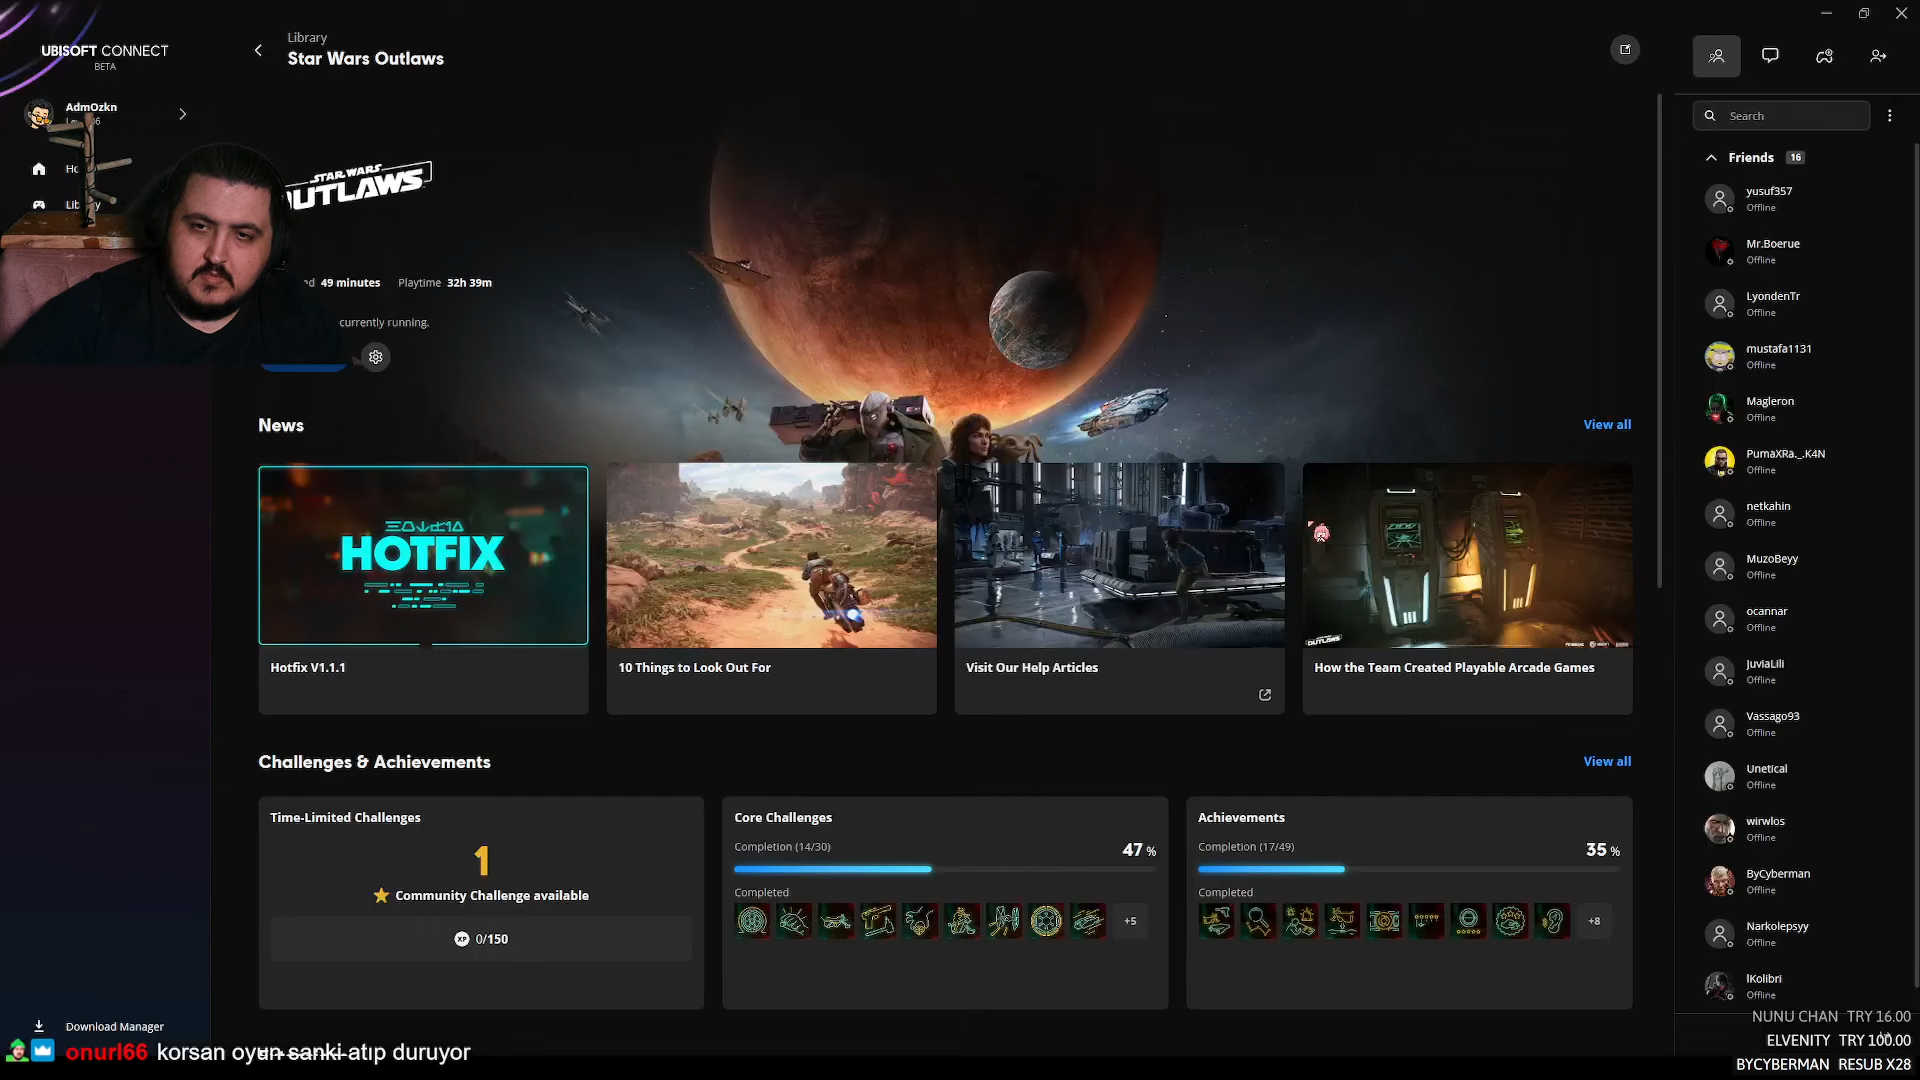 UBISOFT CONNECT
BETA
Library
Star Wars Outlaws
AdmOzkn
STAR WARS
OUTLAWS
49 minutes
Playtime 32h 39m
currently running.
News
View all
HOTFIX
Hotfix V1.1.1
10 Things to Look Out For
Visit Our Help Articles
OUTLAWS
How the Team Created Playable Arcade Games
Challenges & Achievements
View all
Time-Limited Challenges
1
Community Challenge available
XP 0/150
Core Challenges
Completion (14/30)
47 %
Completed
+5
Achievements
Completion (17/49)
35 %
Completed
+8
Search
Friends 16
yusuf357
Offline
Mr.Boerue
Offline
LyondenTr
Offline
mustafa1131
Offline
Magleron
Offline
PumaXRa._.K4N
Offline
netkahin
Offline
MuzoBeyy
Offline
ocannar
Offline
JuviaLili
Offline
Vassago93
Offline
Unetical
Offline
wirwlos
Offline
ByCyberman
Offline
Narkolepsyy
Offline
lKolibri
Offline
Download Manager
onurl66 korsan oyun sanki atıp duruyor
NUNU CHAN TRY 16.00
ELVENITY TRY 100.00
BYCYBERMAN RESUB X28